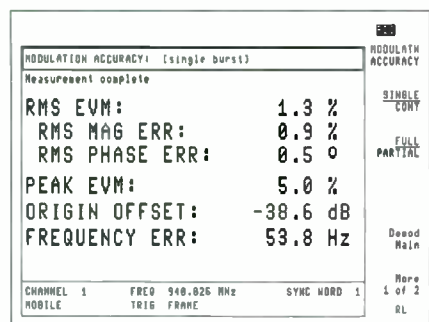 MODULATN
ACCURACY
MODULATION ACCURACY: (single burst)
Measurement complete
SINGLE
CONT
RMS EVM: 1.3 %
RMS MAG ERR: 0.9 %
FULL
PARTIAL
RMS PHASE ERR: 0.5 o
PEAK EVM: 5.0 %
ORIGIN OFFSET: -38.6 dB
FREQUENCY ERR: 53.8 Hz
Demod
Main
More
1 of 2
CHANNEL 1 FREQ 940.026 MHz SYNC WORD 1
MOBILE TRIG FRAME
RL